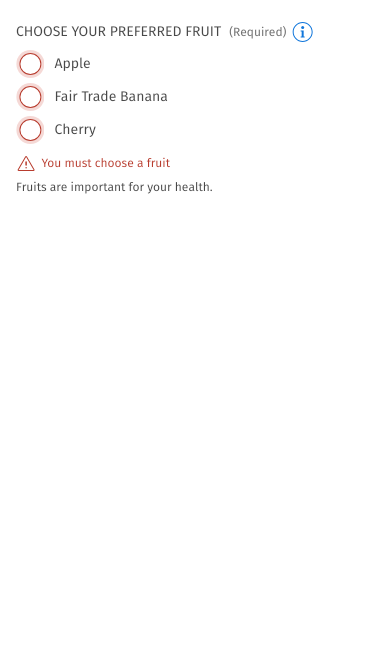 CHOOSE YOUR PREFERRED FRUIT (Required)
Apple
Fair Trade Banana
Cherry
You must choose a fruit
Fruits are important for your health.